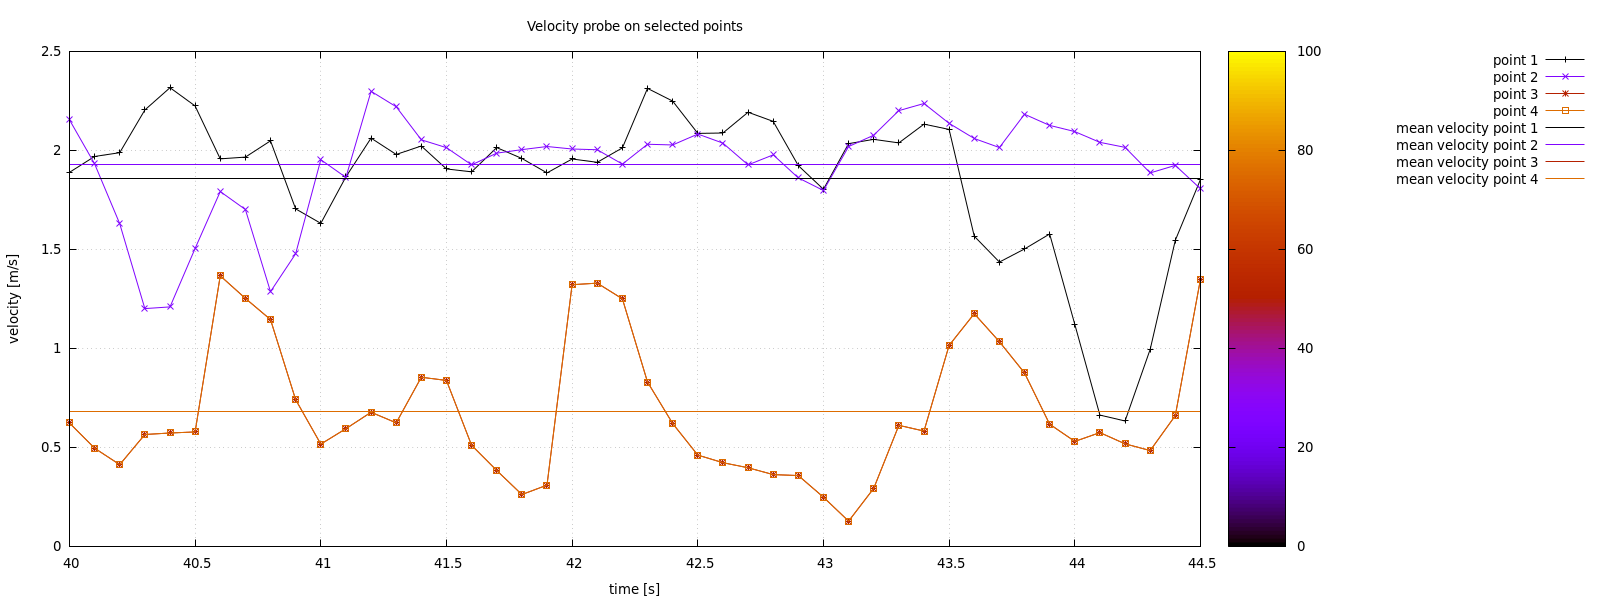 Velocity probe on selected points
velocity [m/s]
2.5
2
1.5
1
0.5
0
40
40.5
41
41.5
42
42.5
43
43.5
44
44.5
time [s]
100
80
60
40
20
0
point 1
point 2
point 3
point 4
mean velocity point 1
mean velocity point 2
mean velocity point 3
mean velocity point 4